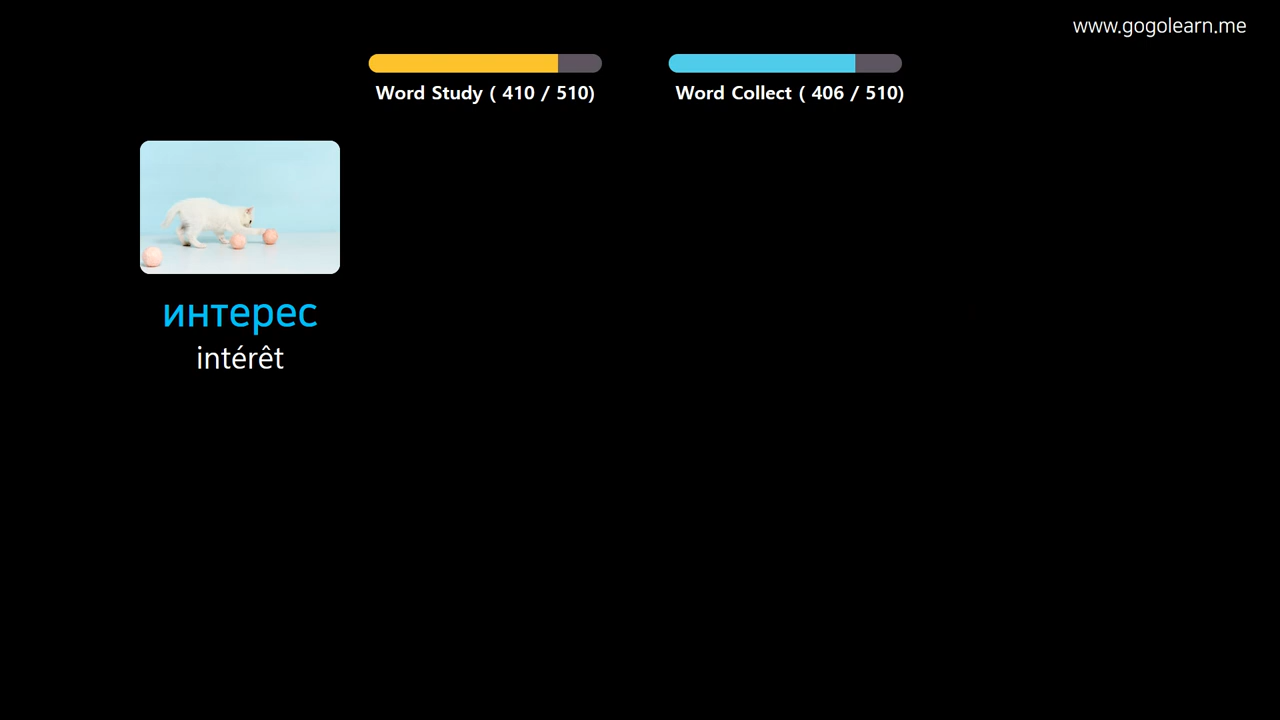 www.gogolearn.me
Word Study ( 410 / 510)
Word Collect ( 406 / 510)
интерес
intérêt